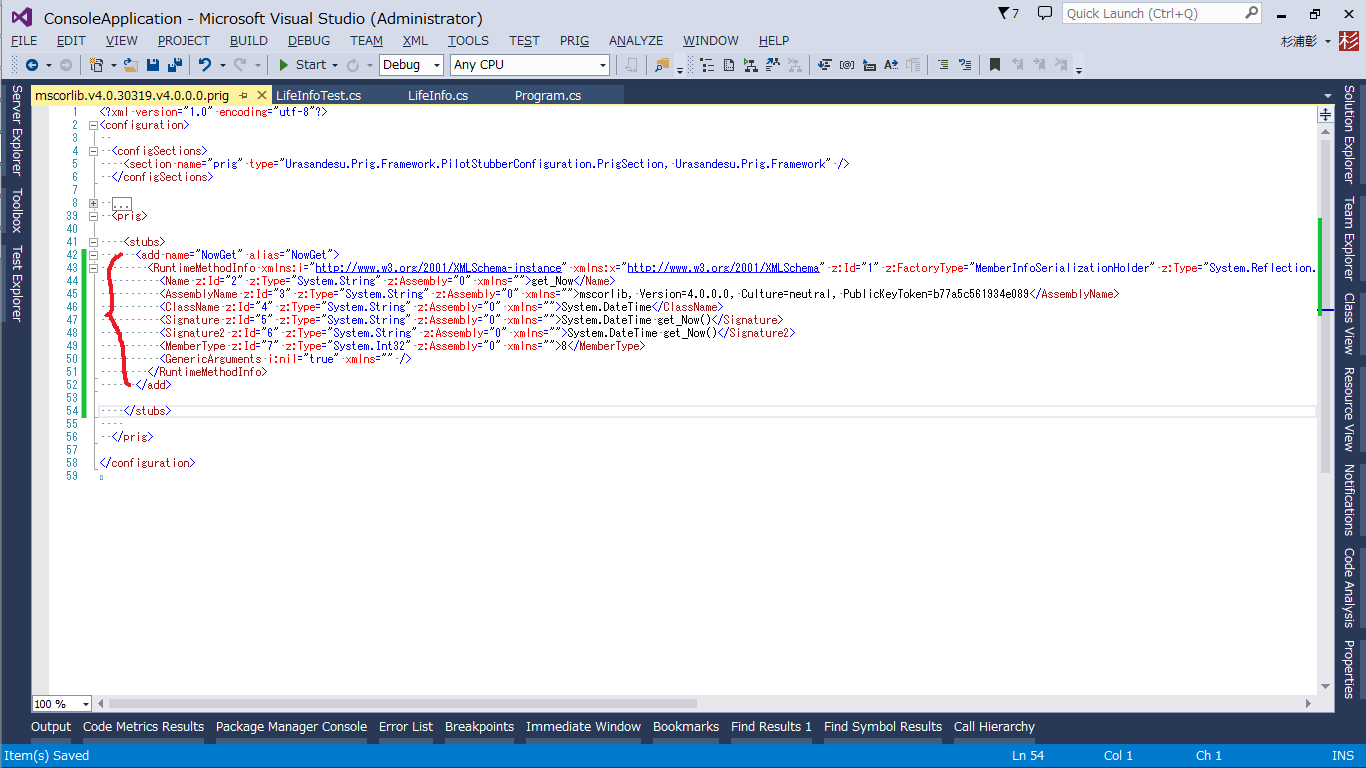 ConsoleApplication - Microsoft Visual Studio (Administrator)
7
Quick Launch (Ctrl+Q)
FILE EDIT VIEW PROJECT BUILD DEBUG TEAM XML TOOLS TEST PRIG ANALYZE WINDOW HELP
杉浦彰
杉
Start
Debug
Any CPU
mscorlib.v4.0.30319.v4.0.0.0.prig
LifeInfoTest.cs
LifeInfo.cs
Program.cs
Server Explorer
Toolbox
Test Explorer
1 <?xml version="1.0" encoding="utf-8"?>
2 <configuration>
3
4 <configSections>
5 <section name="prig" type="Urasandesu.Prig.Framework.PilotStubberConfiguration.PrigSection, Urasandesu.Prig.Framework" />
6 </configSections>
7
8 ...
39 <prig>
40
41 <stubs>
42 <add name="NowGet" alias="NowGet">
43 <RuntimeMethodInfo xmlns:i="http://www.w3.org/2001/XMLSchema-instance" xmlns:x="http://www.w3.org/2001/XMLSchema" z:Id="1" z:FactoryType="MemberInfoSerializationHolder" z:Type="System.Reflection.
44 <Name z:Id="2" z:Type="System.String" z:Assembly="0" xmlns="">get_Now</Name>
45 <AssemblyName z:Id="3" z:Type="System.String" z:Assembly="0" xmlns="">mscorlib, Version=4.0.0.0, Culture=neutral, PublicKeyToken=b77a5c561934e089</AssemblyName>
46 <ClassName z:Id="4" z:Type="System.String" z:Assembly="0" xmlns="">System.DateTime</ClassName>
47 <Signature z:Id="5" z:Type="System.String" z:Assembly="0" xmlns="">System.DateTime get_Now()</Signature>
48 <Signature2 z:Id="6" z:Type="System.String" z:Assembly="0" xmlns="">System.DateTime get_Now()</Signature2>
49 <MemberType z:Id="7" z:Type="System.Int32" z:Assembly="0" xmlns="">8</MemberType>
50 <GenericArguments i:nil="true" xmlns="" />
51 </RuntimeMethodInfo>
52 </add>
53
54 </stubs>
55
56 </prig>
57
58 </configuration>
59
Solution Explorer
Team Explorer
Class View
Resource View
Notifications
Code Analysis
Properties
100 %
Output Code Metrics Results Package Manager Console Error List Breakpoints Immediate Window Bookmarks Find Results 1 Find Symbol Results Call Hierarchy
Item(s) Saved
Ln 54
Col 1
Ch 1
INS